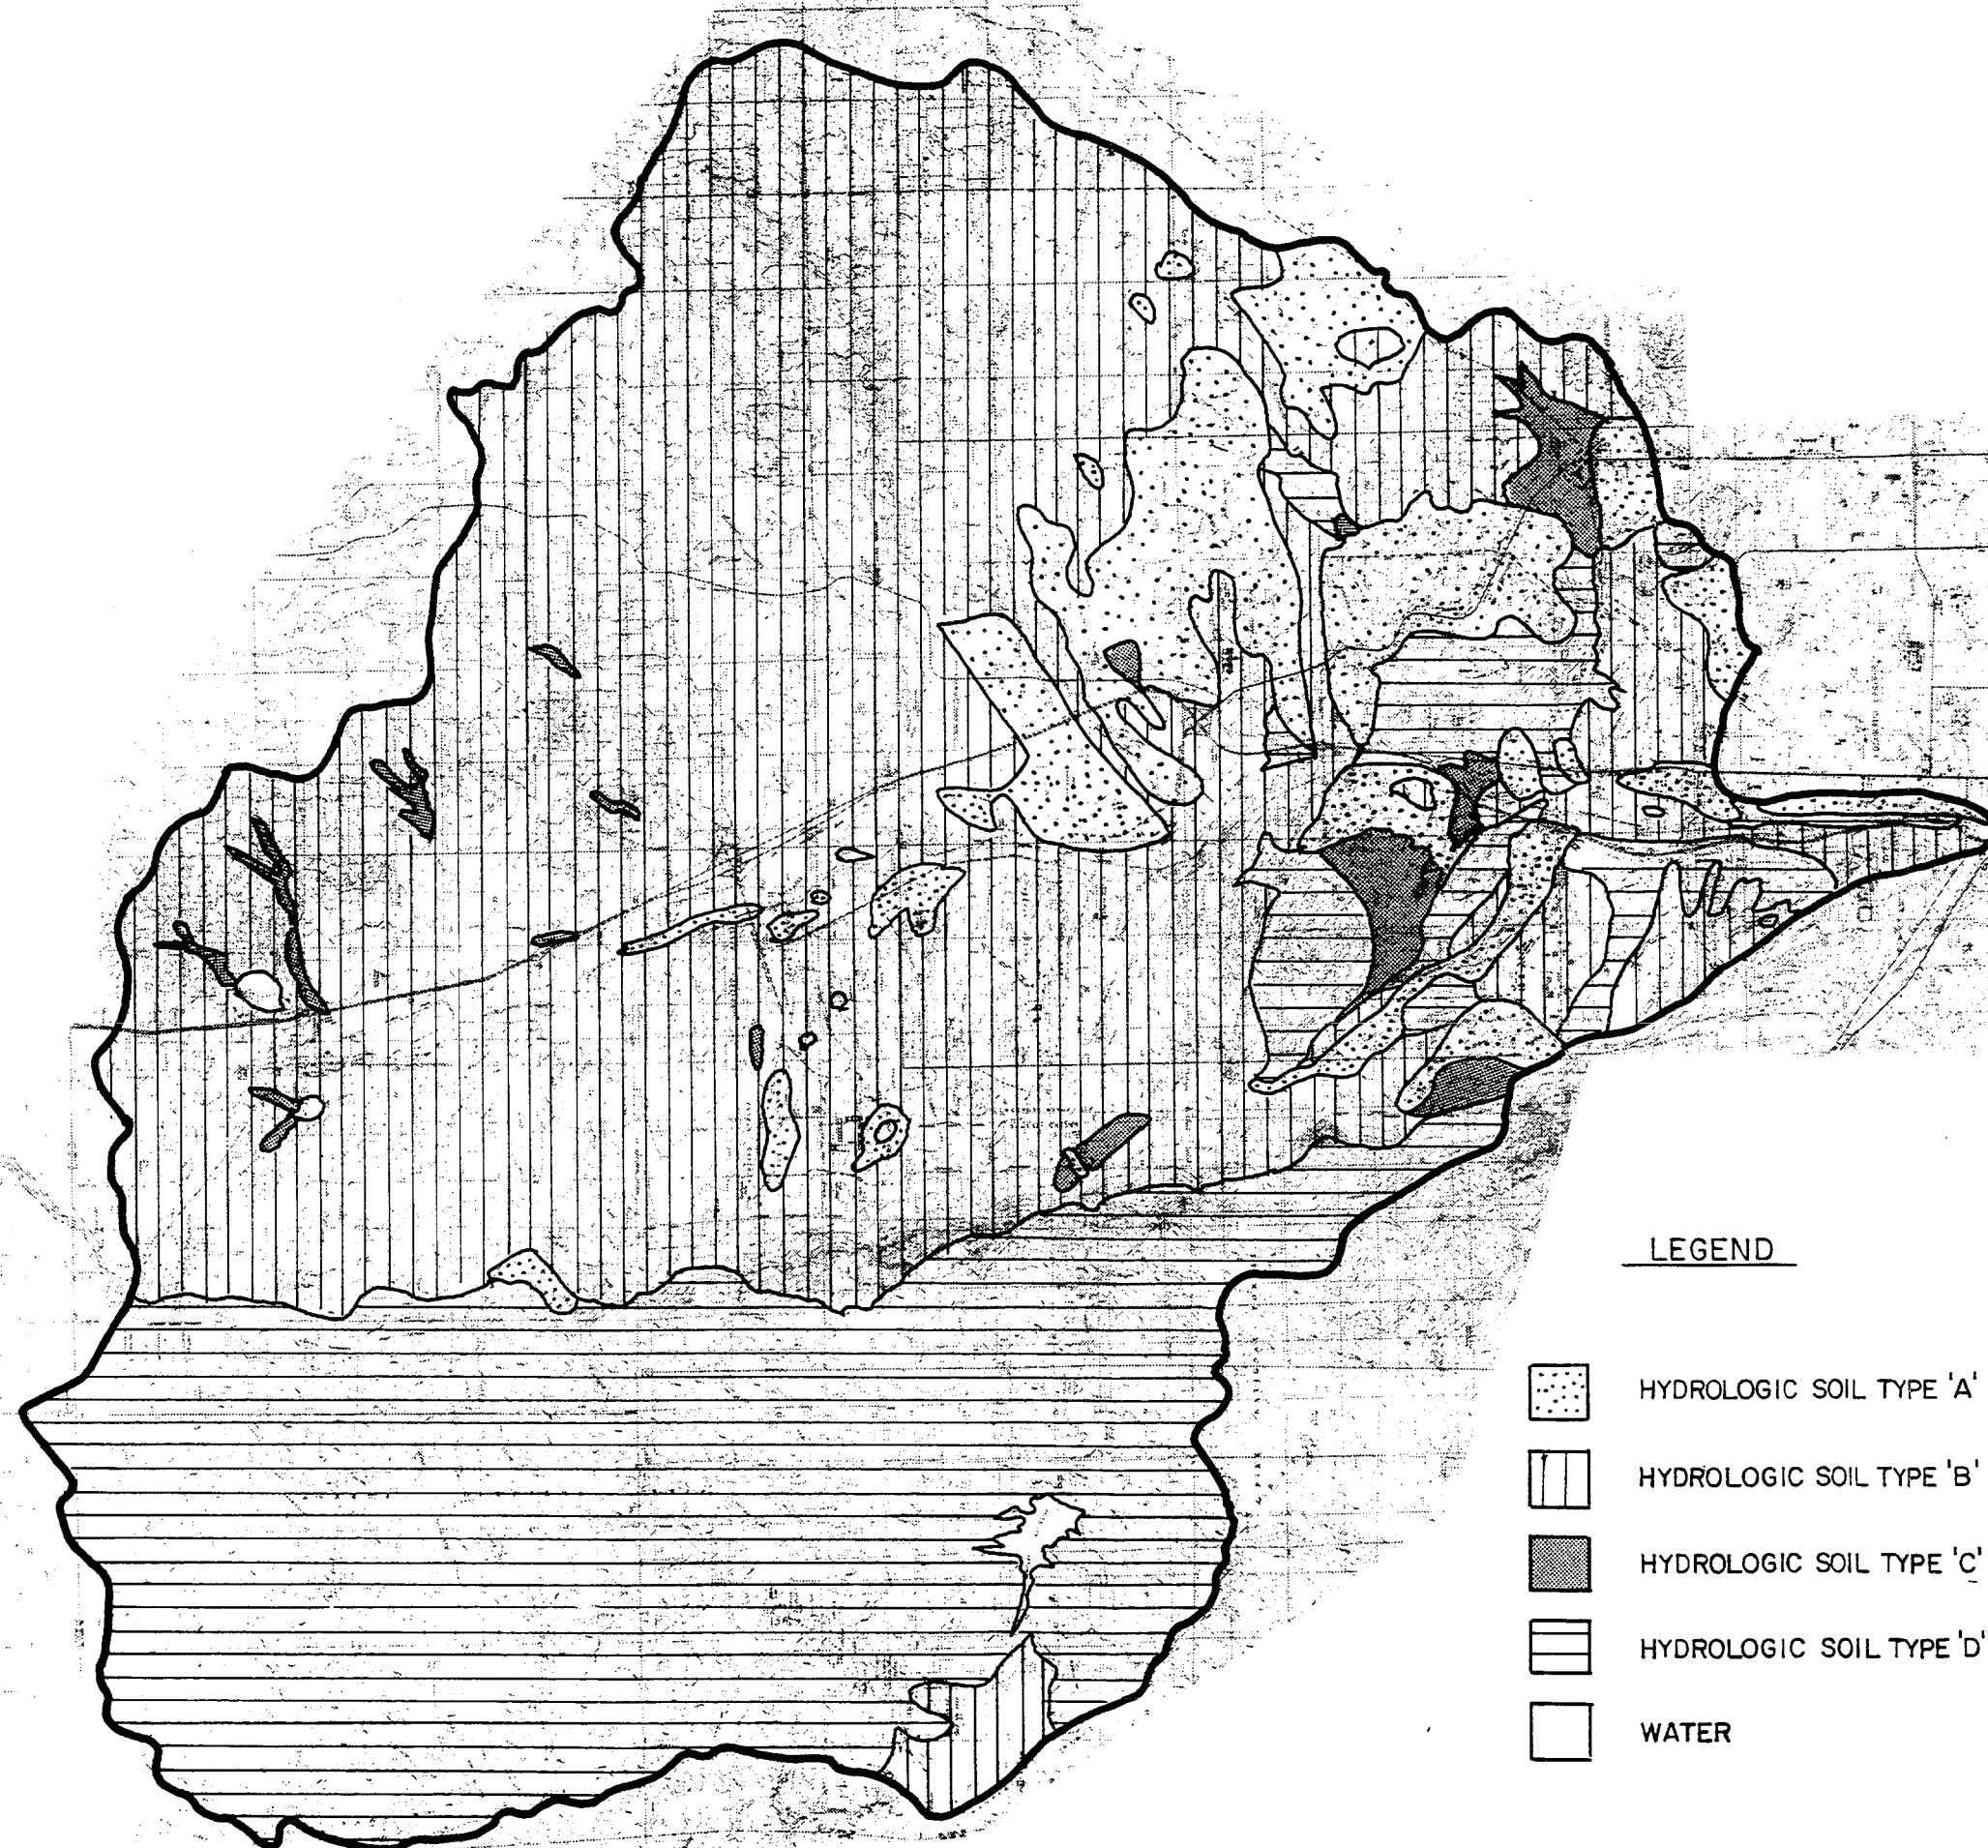 LEGEND
HYDROLOGIC SOIL TYPE 'A'
HYDROLOGIC SOIL TYPE 'B'
HYDROLOGIC SOIL TYPE 'C'
HYDROLOGIC SOIL TYPE 'D'
WATER